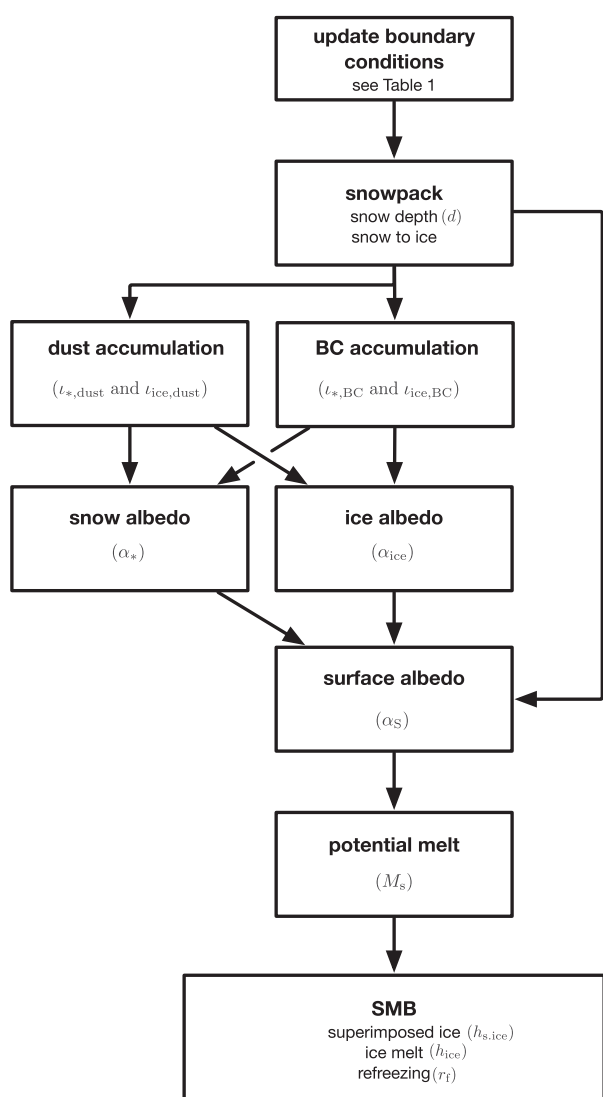 update boundary
conditions
see Table 1
snowpack
snow depth (d)
snow to ice
dust accumulation
(ι*,dust and ιice,dust)
BC accumulation
(ι*,BC and ιice,BC)
snow albedo
(α*)
ice albedo
(αice)
surface albedo
(αS)
potential melt
(Ms)
SMB
superimposed ice (hs.ice)
ice melt (hice)
refreezing (rf)